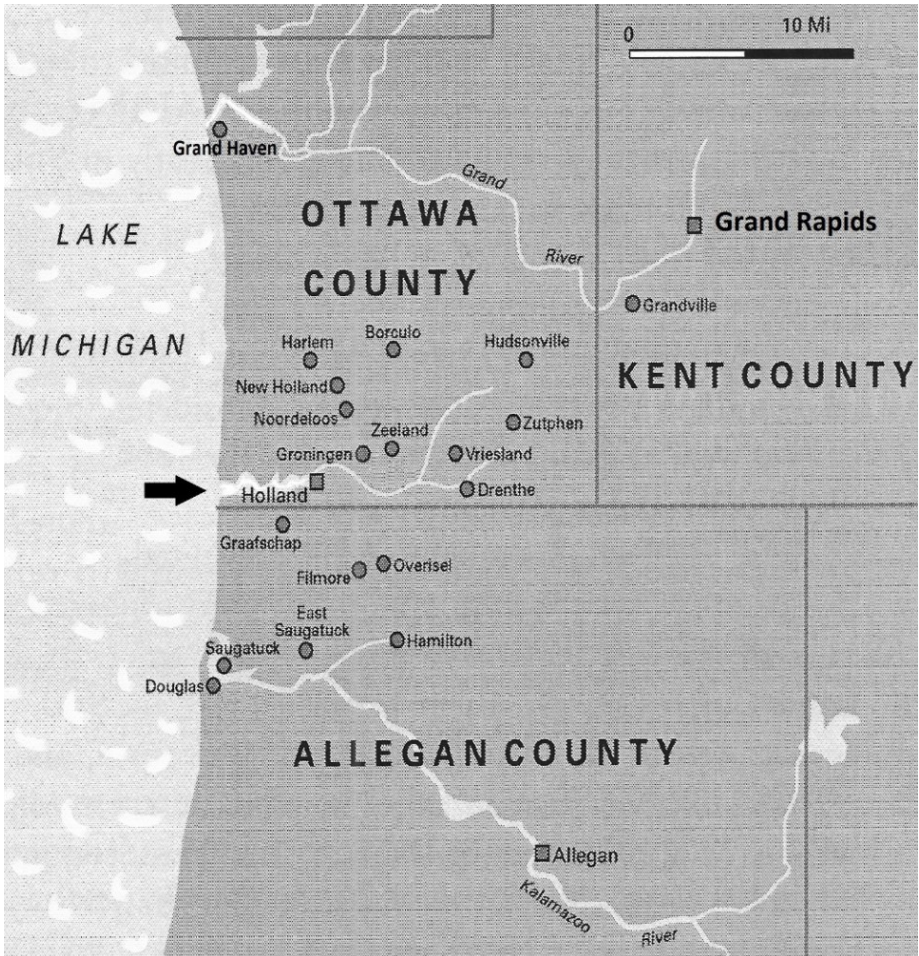 0
10 Mi
Grand Haven
Grand
LAKE
OTTAWA
Grand Rapids
River
COUNTY
Grandville
MICHIGAN
Harlem
Borculo
Hudsonville
KENT COUNTY
New Holland
Noordeloos
Zeeland
Zutphen
Groningen
Vriesland
Holland
Drenthe
Graafschap
Filmore
Overisel
East
Saugatuck
Hamilton
Saugatuck
Douglas
ALLEGAN COUNTY
Allegan
Kalamazoo
River